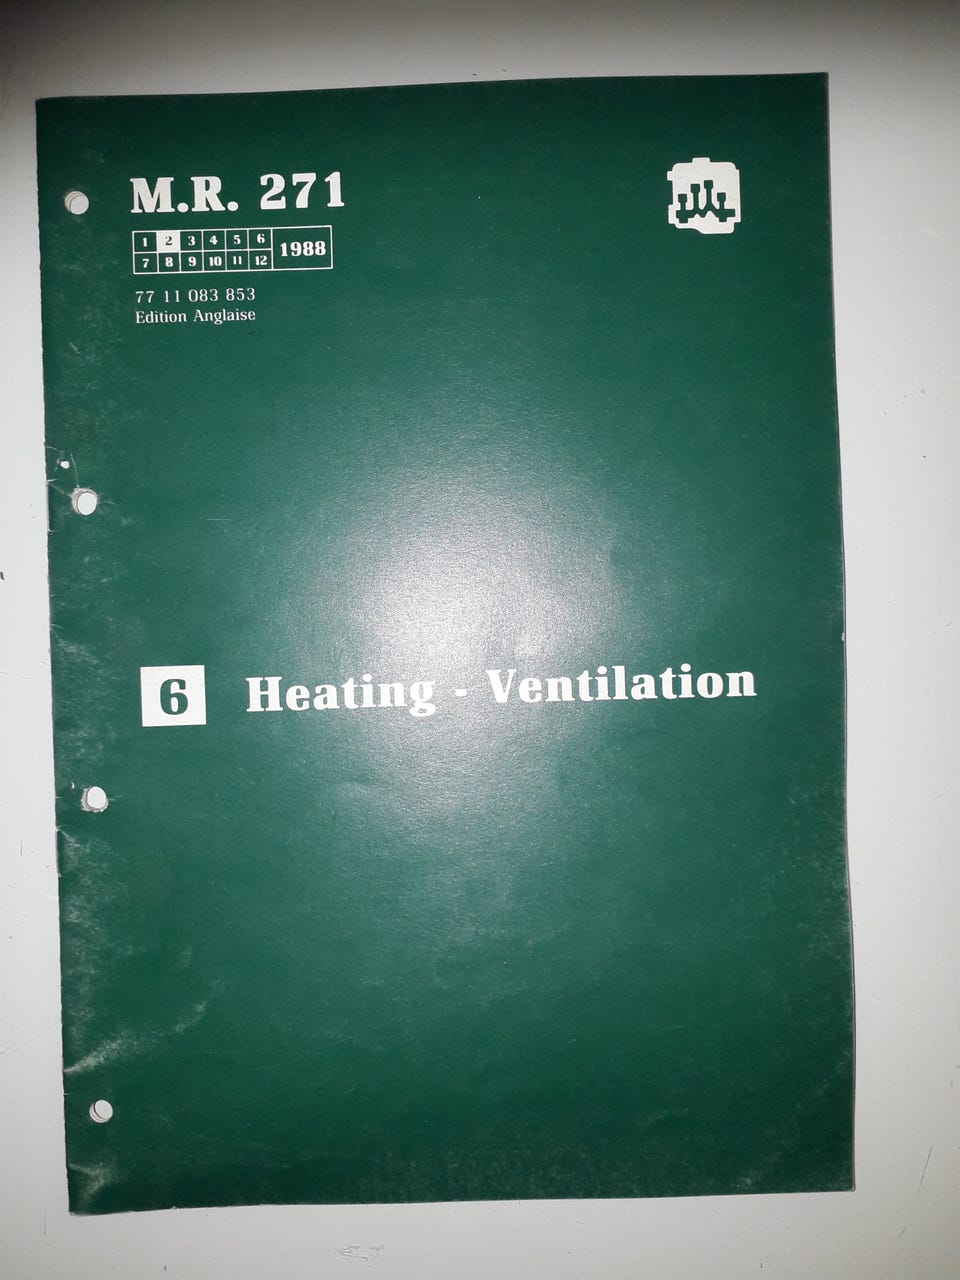 M.R. 271
1 2 3 4 5 6
7 8 9 10 11 12
1988
77 11 083 853
Edition Anglaise
6 Heating - Ventilation